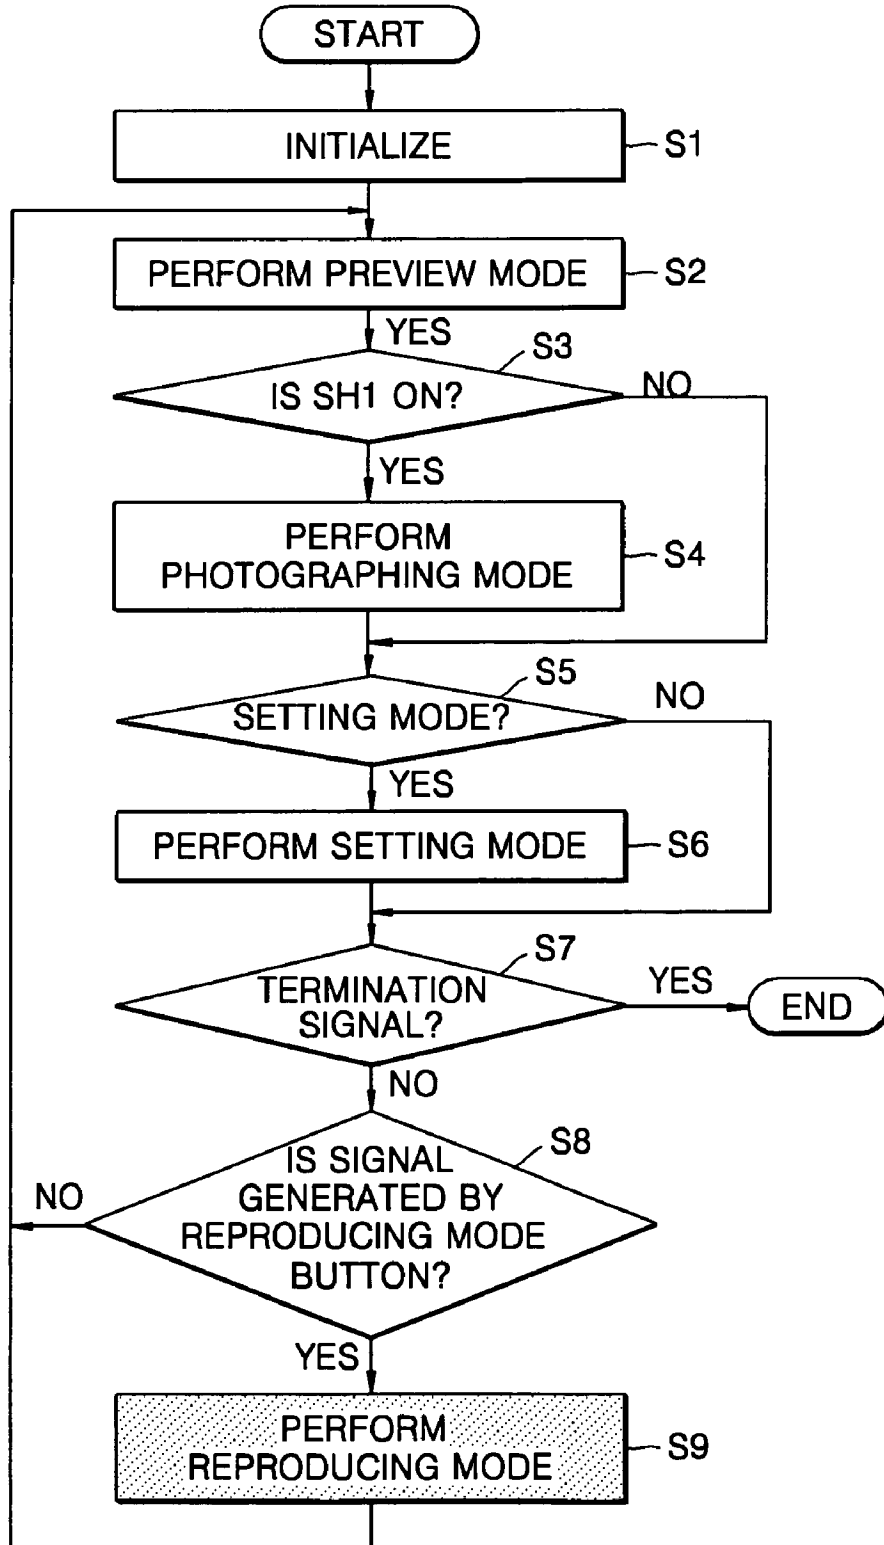 START
INITIALIZE
S1
PERFORM PREVIEW MODE
S2
YES
S3
IS SH1 ON?
NO
YES
PERFORM
PHOTOGRAPHING MODE
S4
S5
SETTING MODE?
NO
YES
PERFORM SETTING MODE
S6
S7
TERMINATION
SIGNAL?
YES
END
NO
S8
IS SIGNAL
GENERATED BY
REPRODUCING MODE
BUTTON?
NO
YES
PERFORM
REPRODUCING MODE
S9